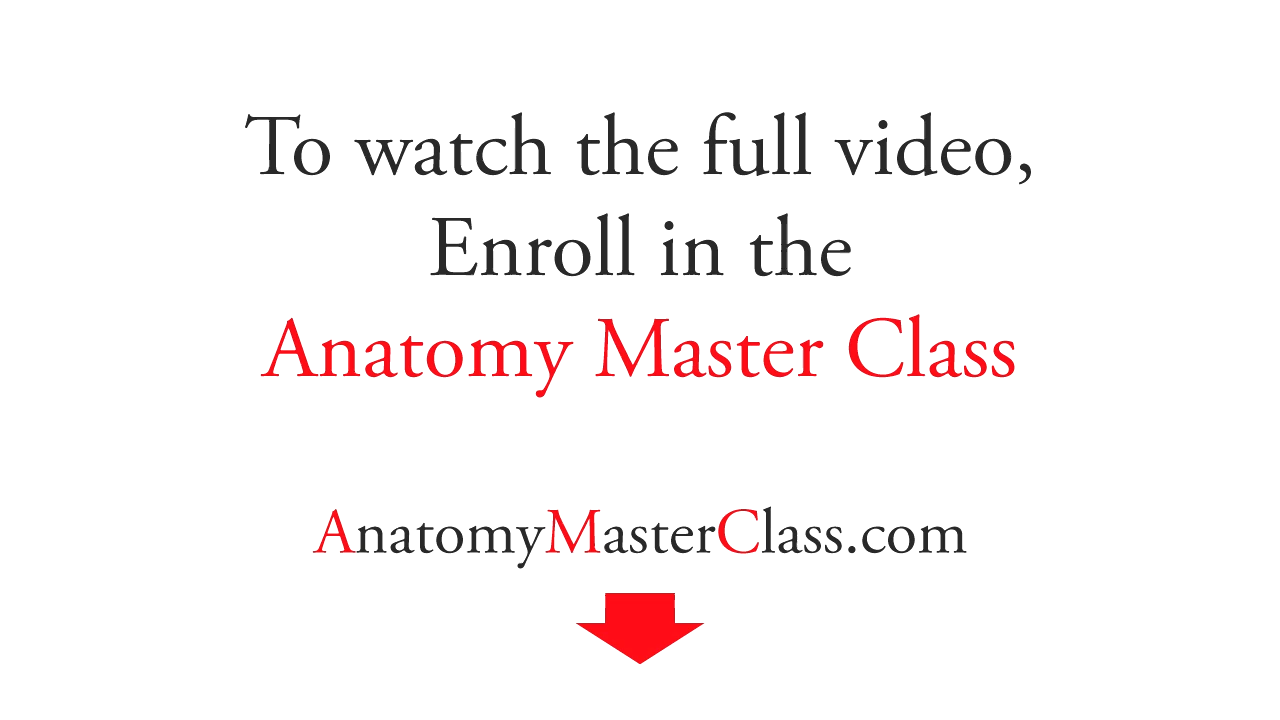 To watch the full video,
Enroll in the
Anatomy Master Class
AnatomyMasterClass.com